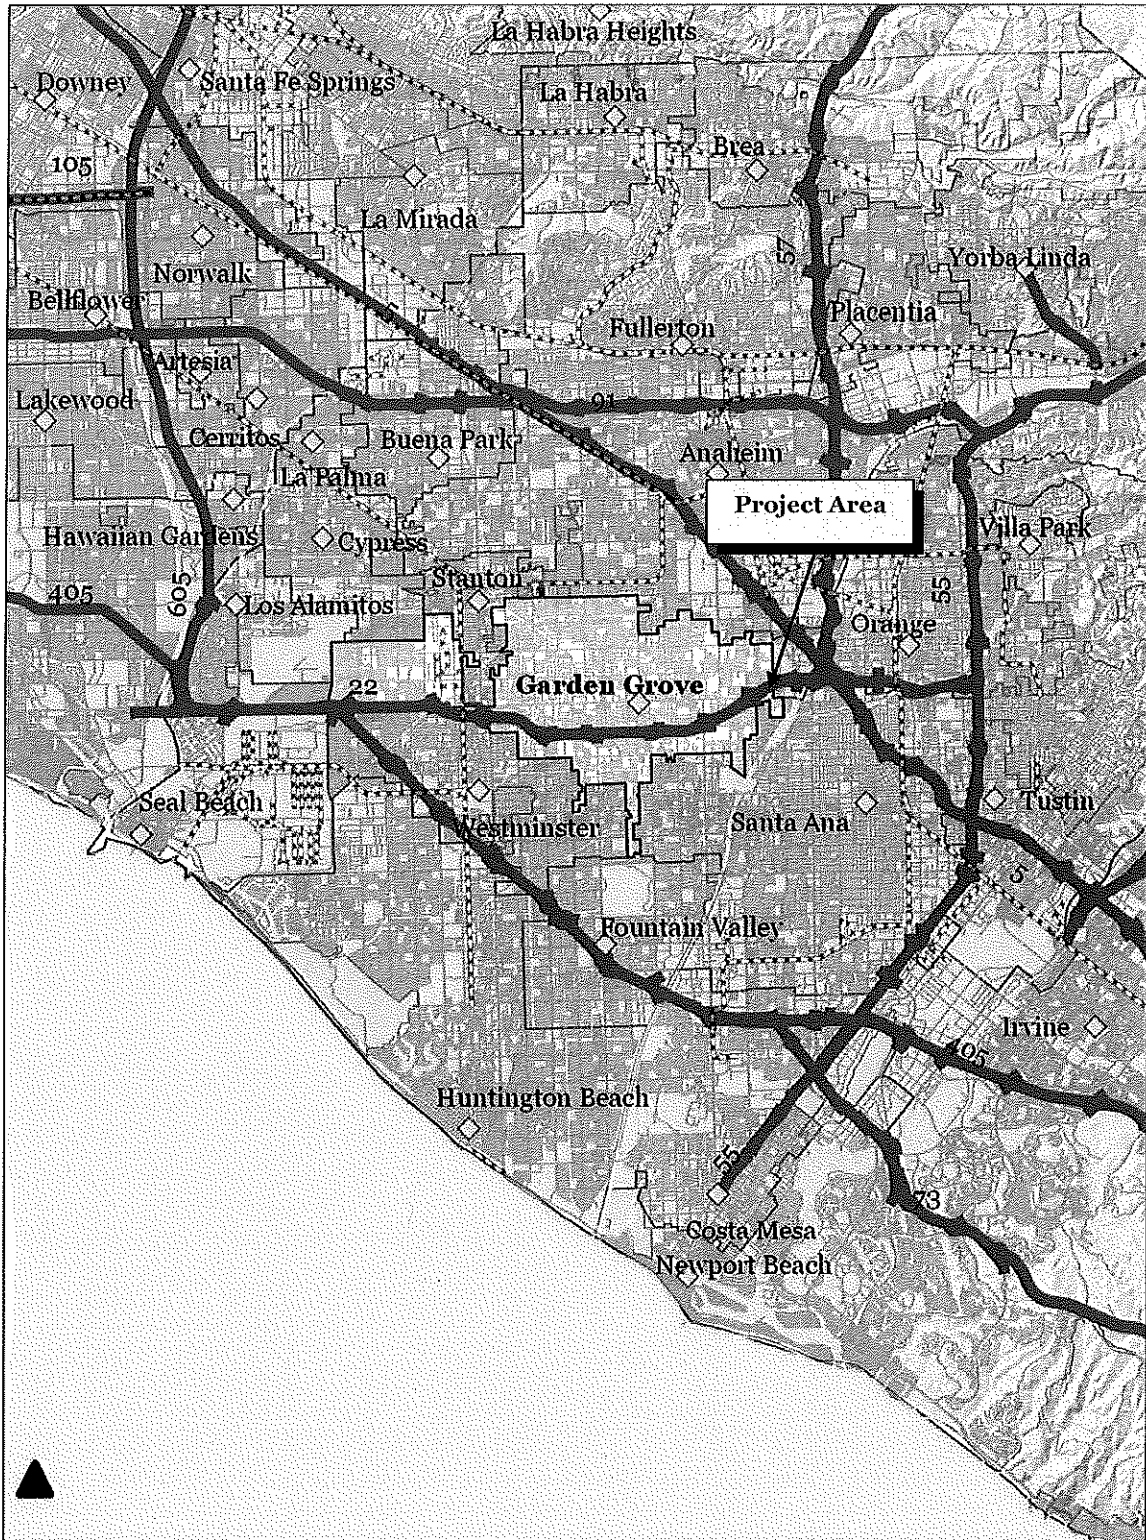 La Habra Heights
Downey
Santa Fe Springs
La Habra
105
Brea
La Mirada
57
Norwalk
Yorba Linda
Bellflower
Placentia
Fullerton
Artesia
Lakewood
91
Cerritos
Buena Park
Anaheim
La Palma
Project Area
Hawaiian Gardens
Cypress
Villa Park
Stanton
405
605
Los Alamitos
55
Orange
22
Garden Grove
Seal Beach
Westminster
Santa Ana
Tustin
5
Fountain Valley
Irvine
405
Huntington Beach
55
73
Costa Mesa
Newport Beach